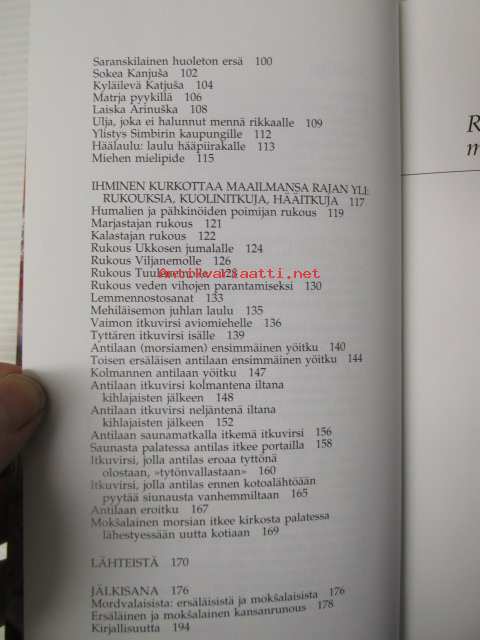 Saranskilainen huoleton ersä 100
Sokea Kanjuša 102
Kyläilevä Katjuša 104
Matrja pyykillä 106
Laiska Arinuška 108
Ulja, joka ei halunnut mennä rikkaalle 109
Ylistys Simbirin kaupungille 112
Häälaulu: laulu hääpiirakalle 113
Miehen mielipide 115
IHMINEN KURKOTTAA MAAILMANSA RAJAN YLI:
RUKOUKSIA, KUOLINITKUJA, HÄÄITKUJA 117
Humalien ja pähkinöiden poimijan rukous 119
Marjastajan rukous 121
Kalastajan rukous 122
Rukous Ukkosen jumalalle 124
Rukous Viljanemolle 126
Rukous Tuulenemolle 128
Antikvariaatti.net
Rukous veden vihojen parantamiseksi 130
Lemmennostosanat 133
Mehiläisemon juhlan laulu 135
Vaimon itkuvirsi aviomiehelle 136
Tyttären itkuvirsi isälle 139
Antilaan (morsiamen) ensimmäinen yöitku 140
Toisen ersäläisen antilaan ensimmäinen yöitku 144
Kolmannen antilaan yöitku 147
Antilaan itkuvirsi kolmantena iltana
kihlajaisten jälkeen 148
Antilaan itkuvirsi neljäntenä iltana
kihlajaisten jälkeen 152
Antilaan saunamatkalla itkemä itkuvirsi 156
Saunasta palatessa antilas itkee portailla 158
Itkuvirsi, jolla antilas eroaa tyttönä
olostaan, »tytönvallastaan» 160
Itkuvirsi, jolla antilas ennen kotoalähtöään
pyytää siunausta vanhemmiltaan 165
Antilaan eroitku 167
Mokšalainen morsian itkee kirkosta palatessa
lähestyessään uutta kotiaan 169
LÄHTEISTÄ 170
JÄLKISANA 176
Mordvalaisista: ersäläisistä ja mokšalaisista 176
Ersäläinen ja mokšalainen kansanrunous 178
Kirjallisuutta 194